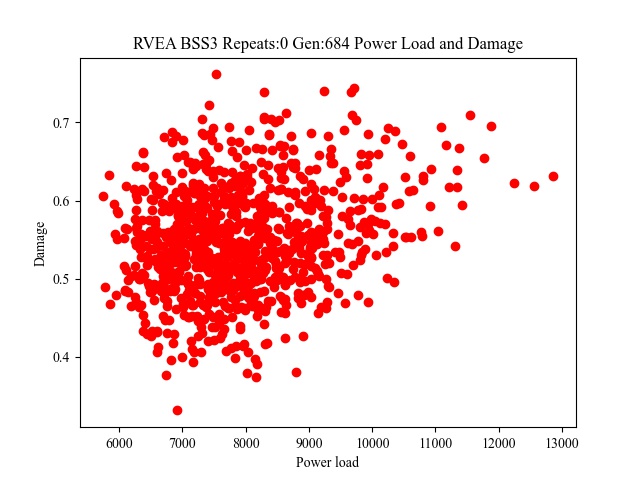 RVEA BSS3 Repeats:0 Gen:684 Power Load and Damage
0.7
0.6
0.5
0.4
Damage
6000 7000 8000 9000 10000 11000 12000 13000
Power load